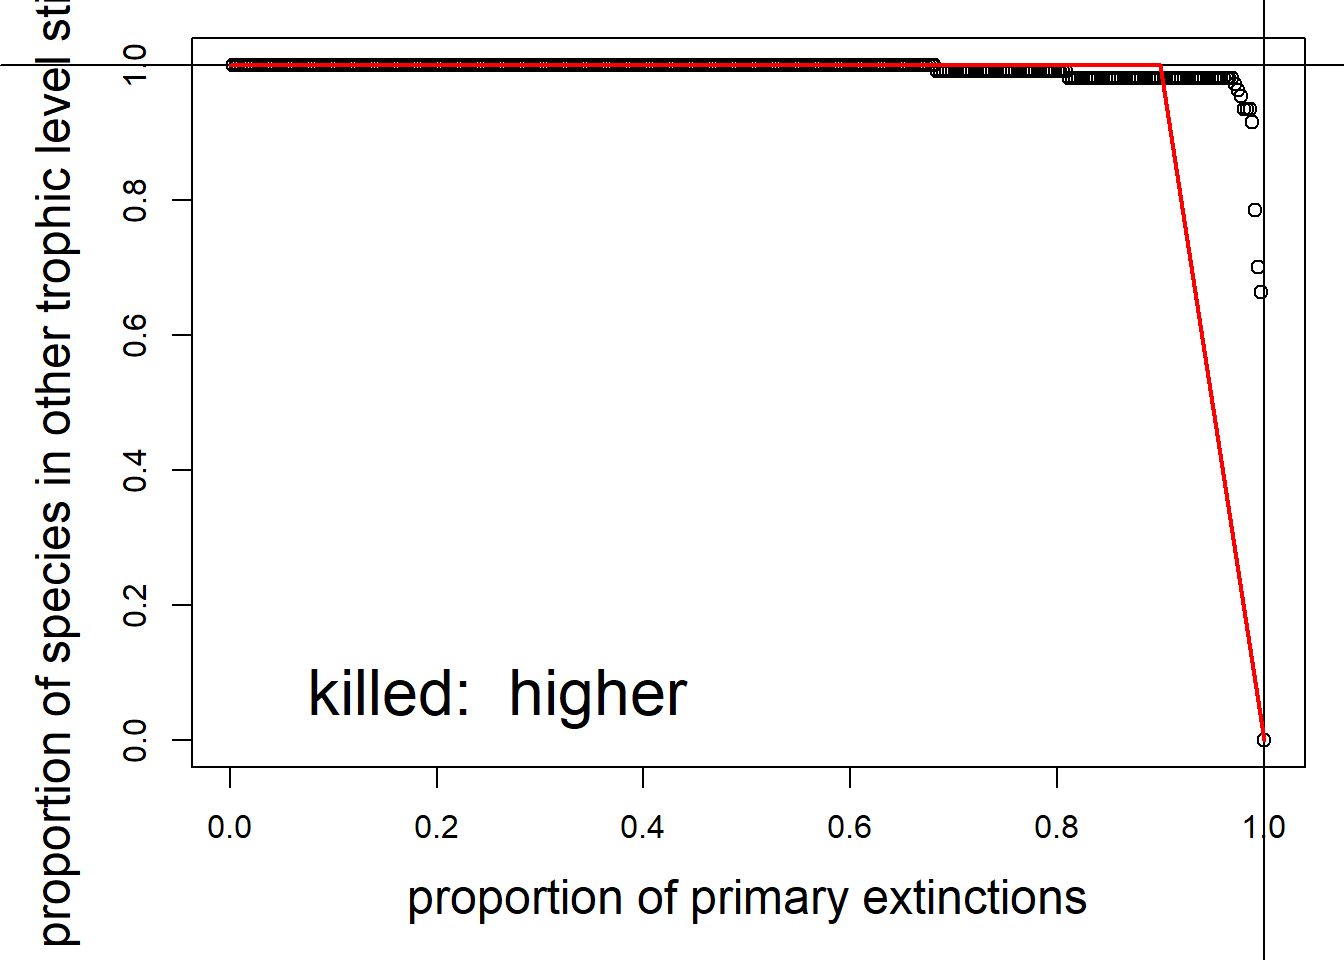 proportion of species in other trophic level
1.0
0.8
0.6
0.4
0.2
0.0
killed: higher
0.0 0.2 0.4 0.6 0.8 1.0
proportion of primary extinctions